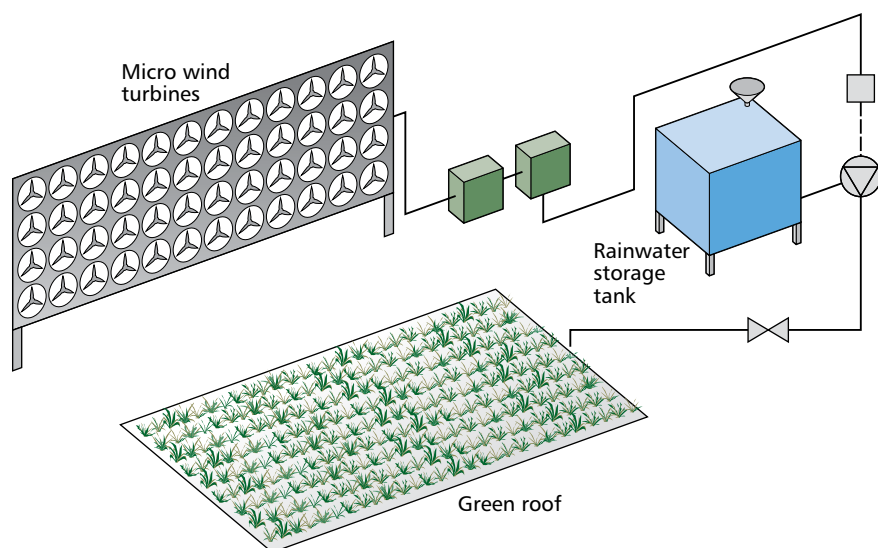 Micro wind
turbines
Rainwater
storage
tank
Green roof